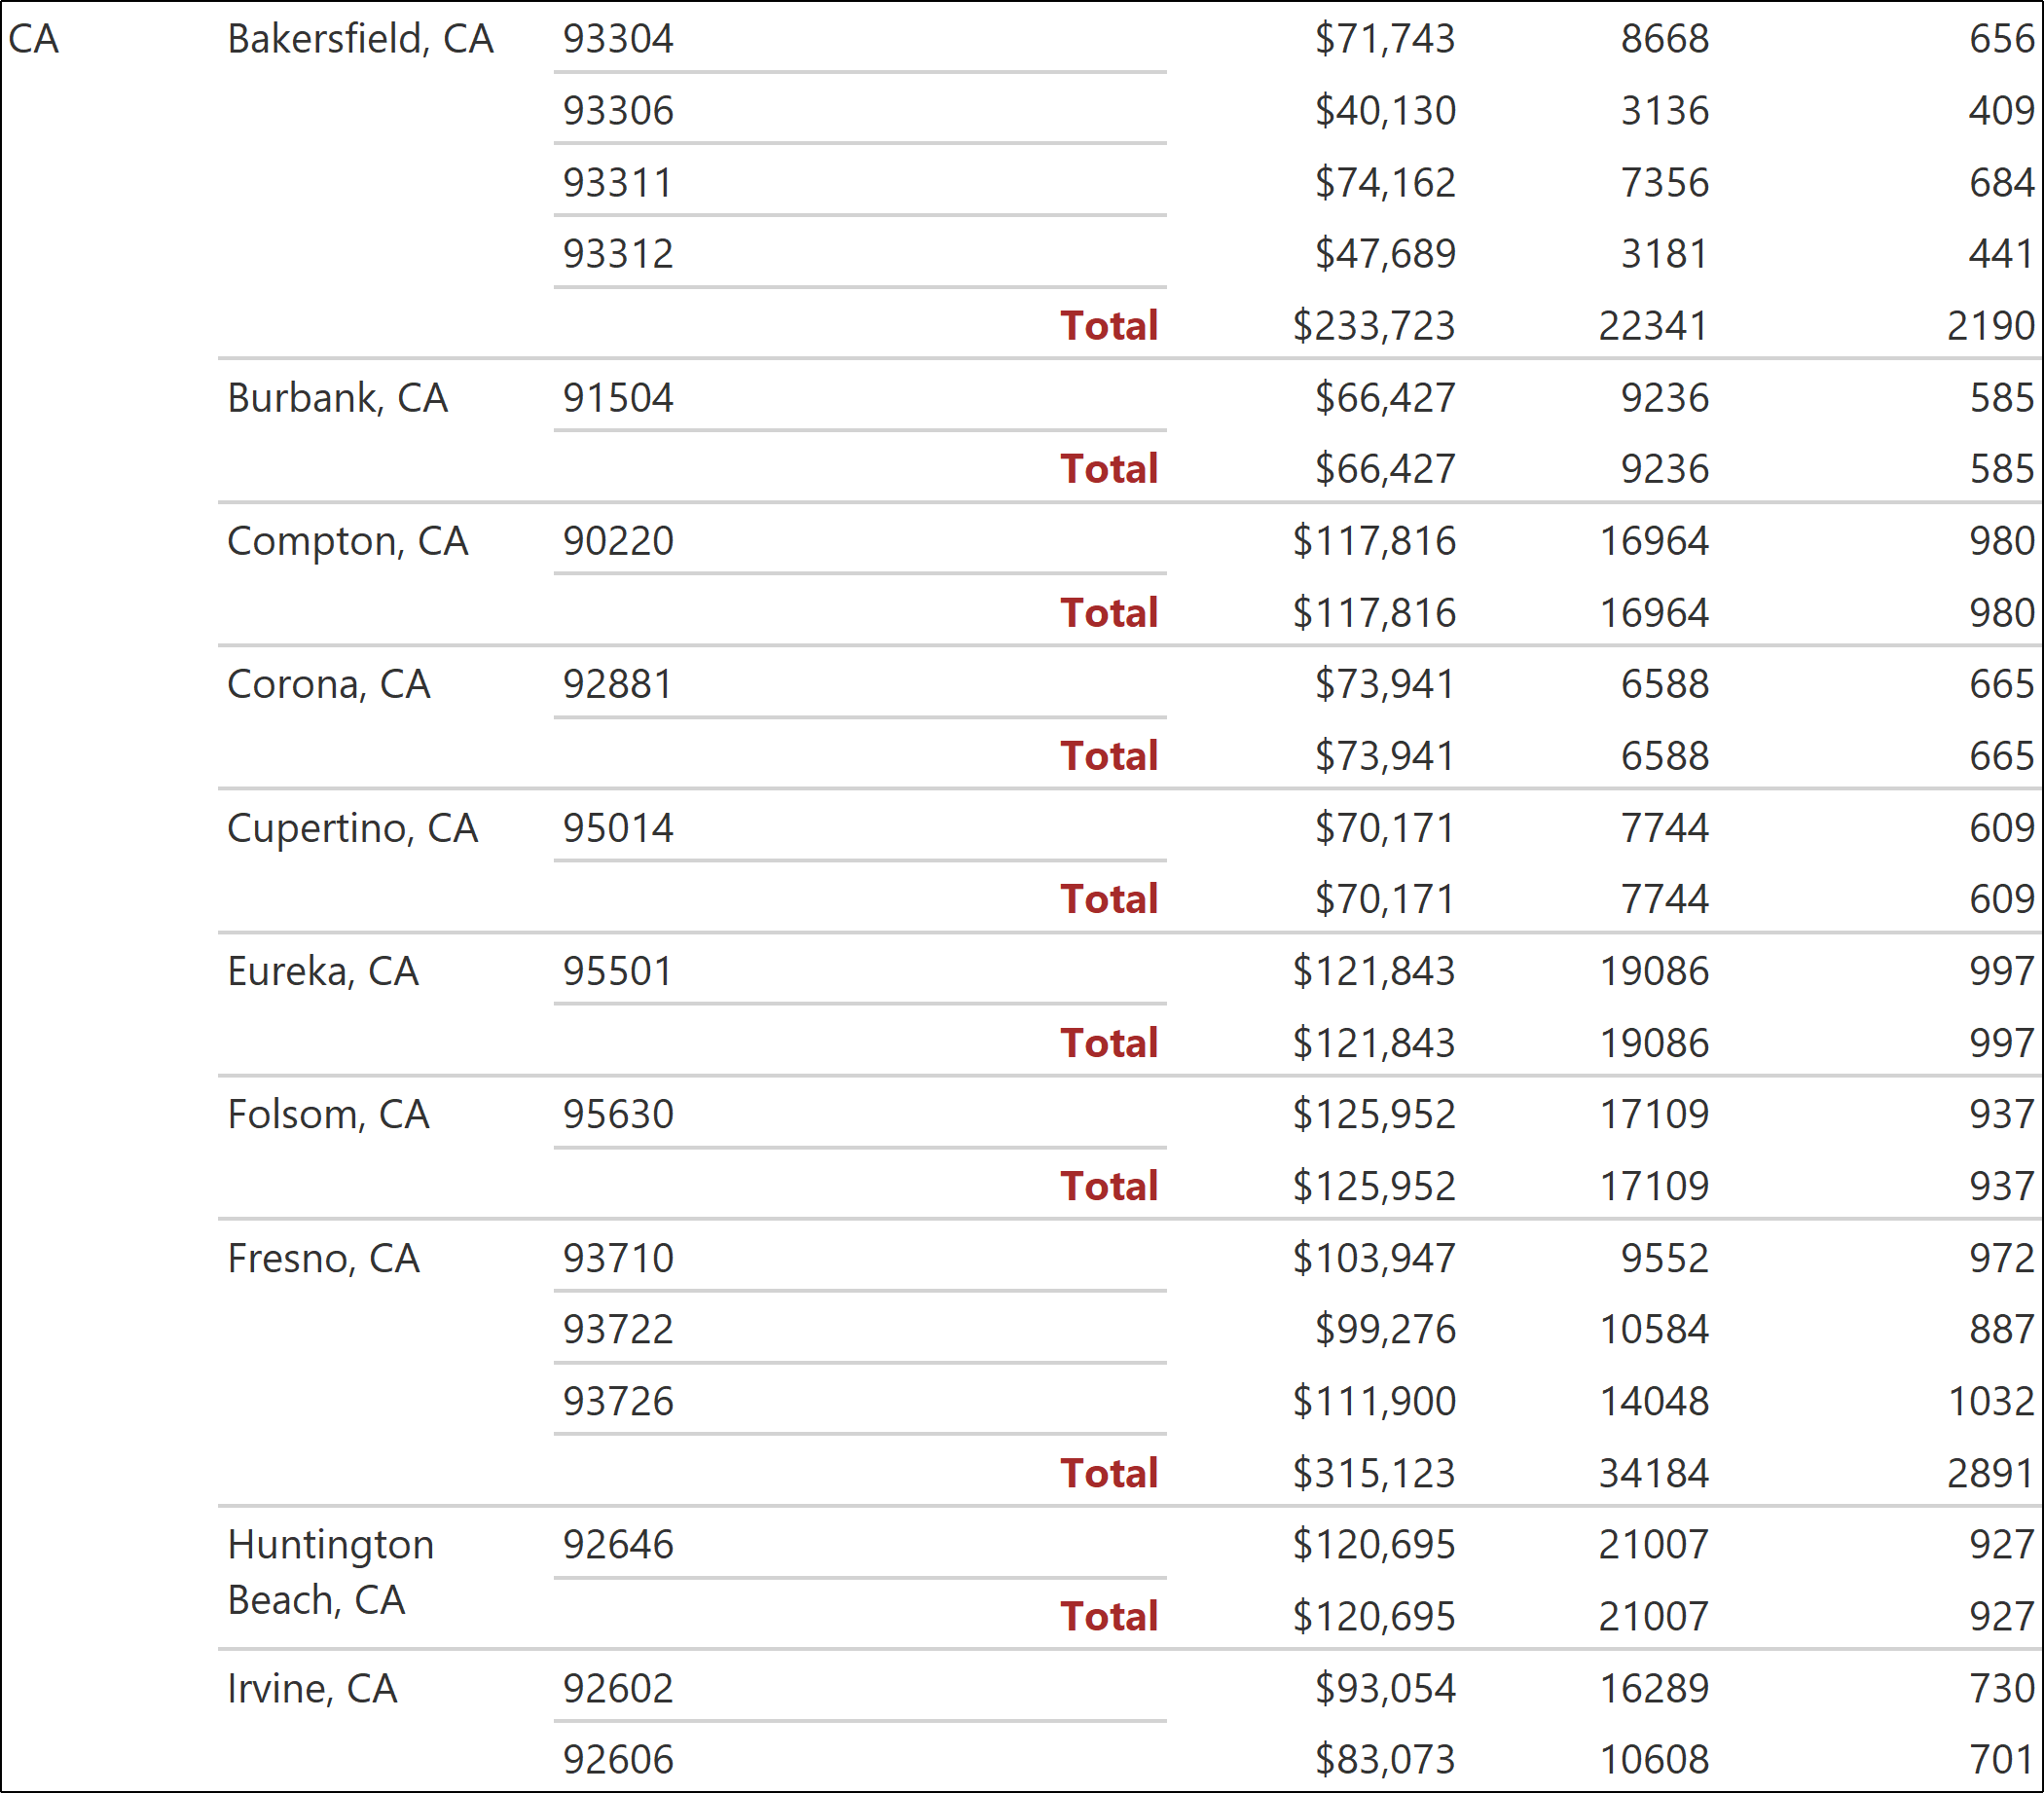 CA Bakersfield, CA 93304 $71,743 8668 656
93306 $40,130 3136 409
93311 $74,162 7356 684
93312 $47,689 3181 441
Total $233,723 22341 2190
Burbank, CA 91504 $66,427 9236 585
Total $66,427 9236 585
Compton, CA 90220 $117,816 16964 980
Total $117,816 16964 980
Corona, CA 92881 $73,941 6588 665
Total $73,941 6588 665
Cupertino, CA 95014 $70,171 7744 609
Total $70,171 7744 609
Eureka, CA 95501 $121,843 19086 997
Total $121,843 19086 997
Folsom, CA 95630 $125,952 17109 937
Total $125,952 17109 937
Fresno, CA 93710 $103,947 9552 972
93722 $99,276 10584 887
93726 $111,900 14048 1032
Total $315,123 34184 2891
Huntington 92646 $120,695 21007 927
Beach, CA Total $120,695 21007 927
Irvine, CA 92602 $93,054 16289 730
92606 $83,073 10608 701